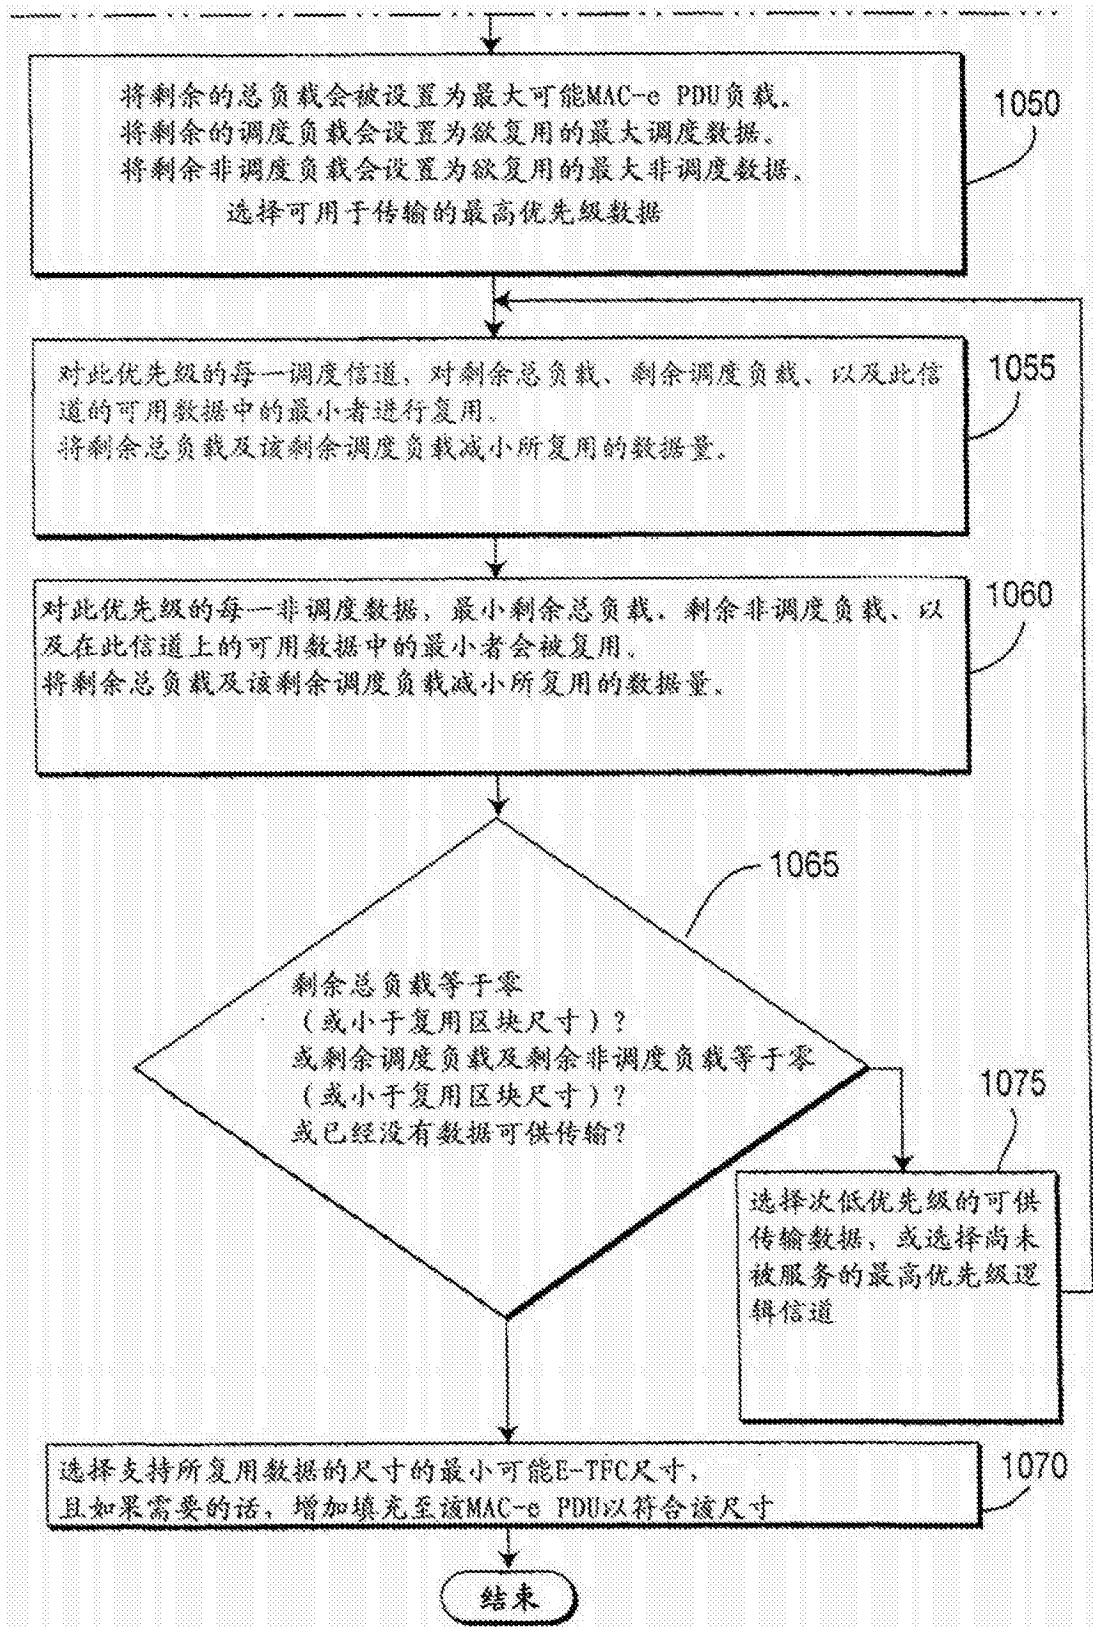 将剩余的总负载会被设置为最大可能MAC-e PDU负载。
将剩余的调度负载会设置为欲复用的最大调度数据。
将剩余非调度负载会设置为欲复用的最大非调度数据。
选择可用于传输的最高优先级数据
1050
对此优先级的每一调度信道，对剩余总负载、剩余调度负载、以及此信
道的可用数据中的最小者进行复用。
将剩余总负载及该剩余调度负载减小所复用的数据量。
1055
对此优先级的每一非调度数据，最小剩余总负载、剩余非调度负载、以
及在此信道上的可用数据中的最小者会被复用。
将剩余总负载及该剩余调度负载减小所复用的数据量。
1060
1065
剩余总负载等于零
（或小于复用区块尺寸）？
或剩余调度负载及剩余非调度负载等于零
（或小于复用区块尺寸）？
或已经没有数据可供传输？
1075
选择次低优先级的可供
传输数据，或选择尚未
被服务的最高优先级逻
辑信道
选择支持所复用数据的尺寸的最小可能E-TFC尺寸，
且如果需要的话，增加填充至该MAC-e PDU以符合该尺寸
1070
结束